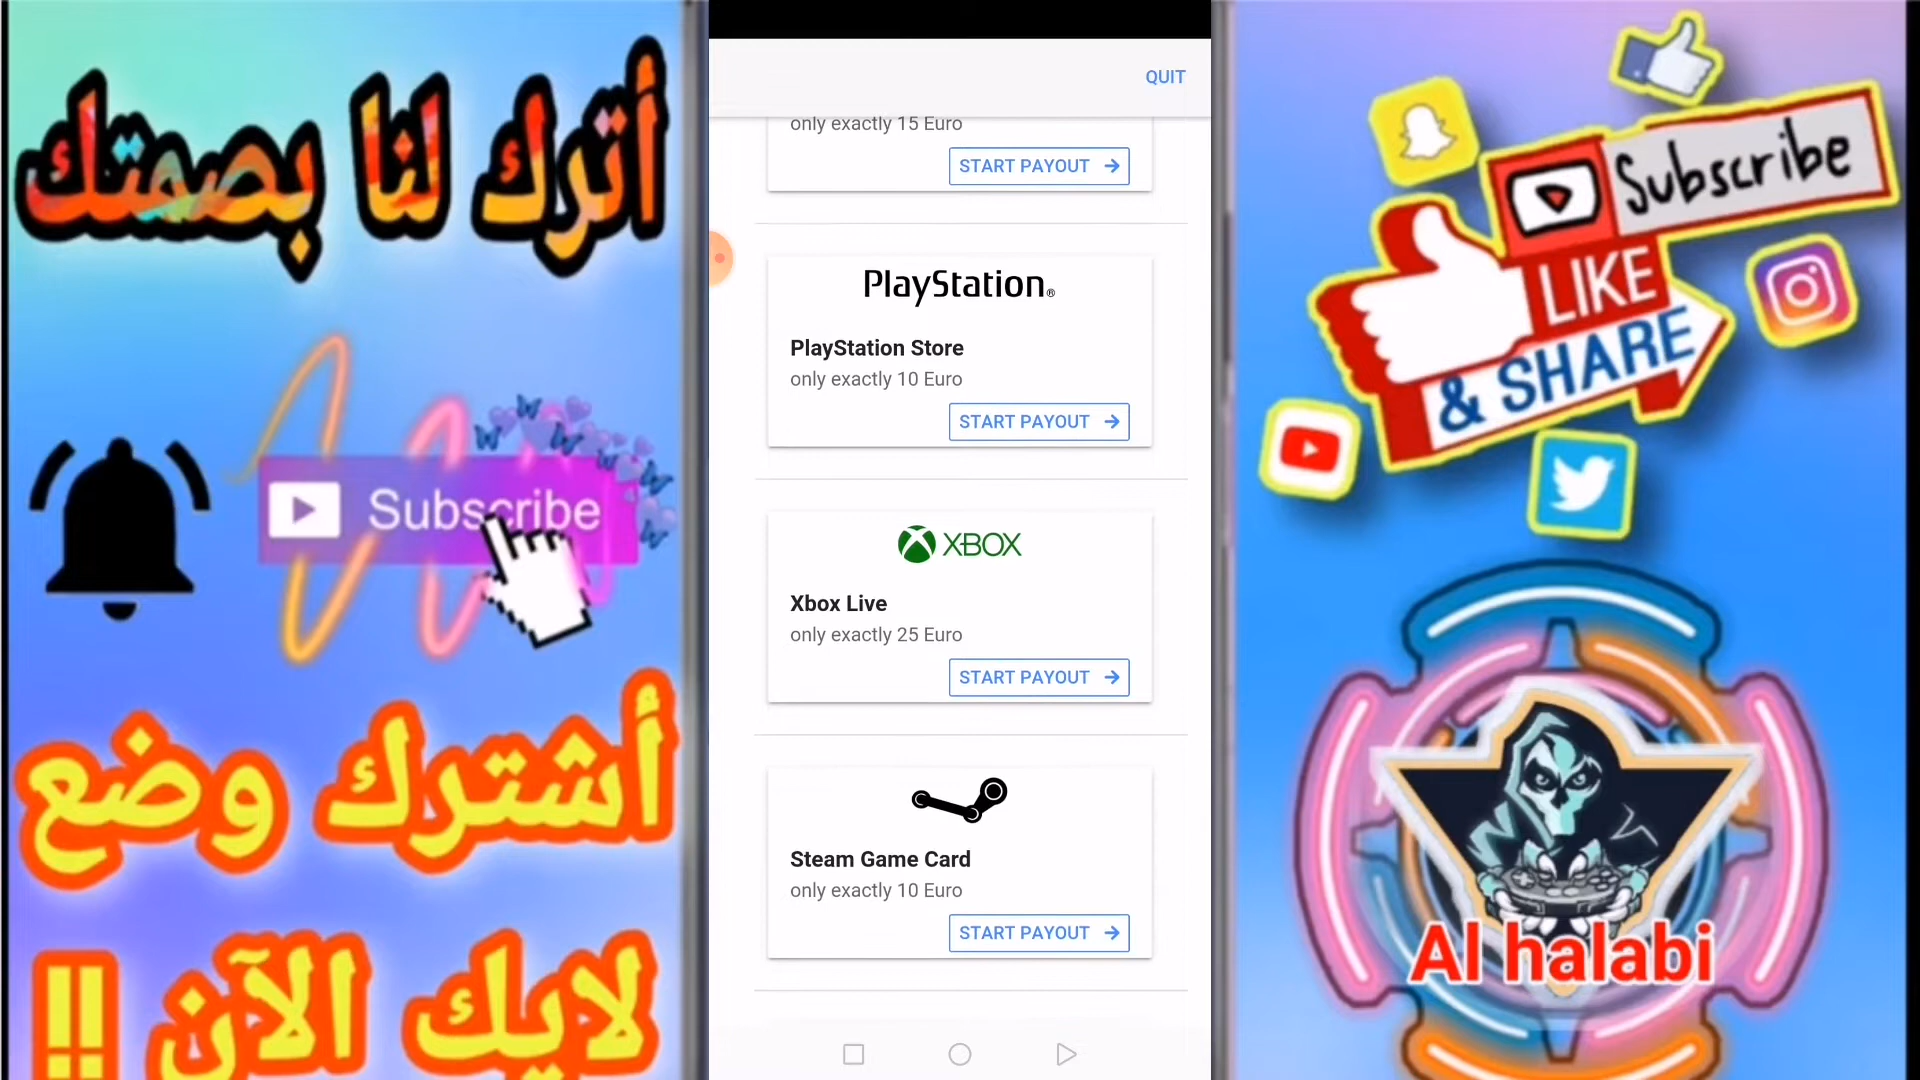 أترك لنا بصمتك
Subscribe
أشترك وضع
لايك الآن !!
QUIT
only exactly 15 Euro
START PAYOUT
PlayStation®
PlayStation Store
only exactly 10 Euro
START PAYOUT
XBOX
Xbox Live
only exactly 25 Euro
START PAYOUT
Steam Game Card
only exactly 10 Euro
START PAYOUT
Subscribe
LIKE
& SHARE
Al halabi